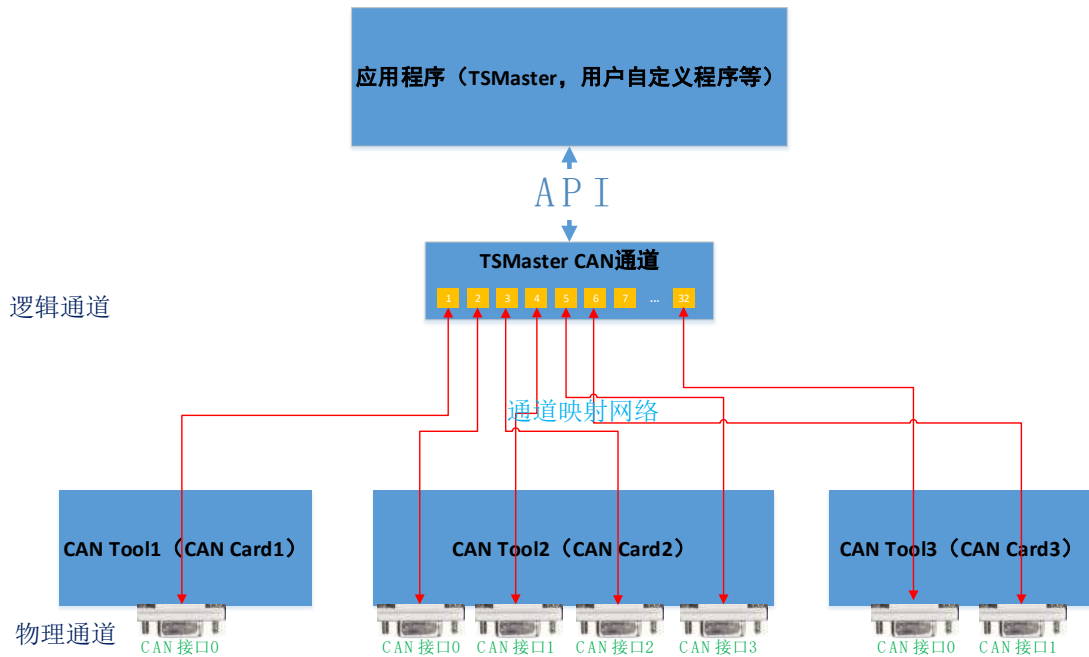 应用程序（TSMaster，用户自定义程序等）
API
TSMaster CAN通道
1 2 3 4 5 6 7 ... 32
逻辑通道
通道映射网络
CAN Tool1（CAN Card1） CAN Tool2（CAN Card2） CAN Tool3（CAN Card3）
物理通道
CAN接口0 CAN接口0 CAN接口1 CAN接口2 CAN接口3 CAN接口0 CAN接口1